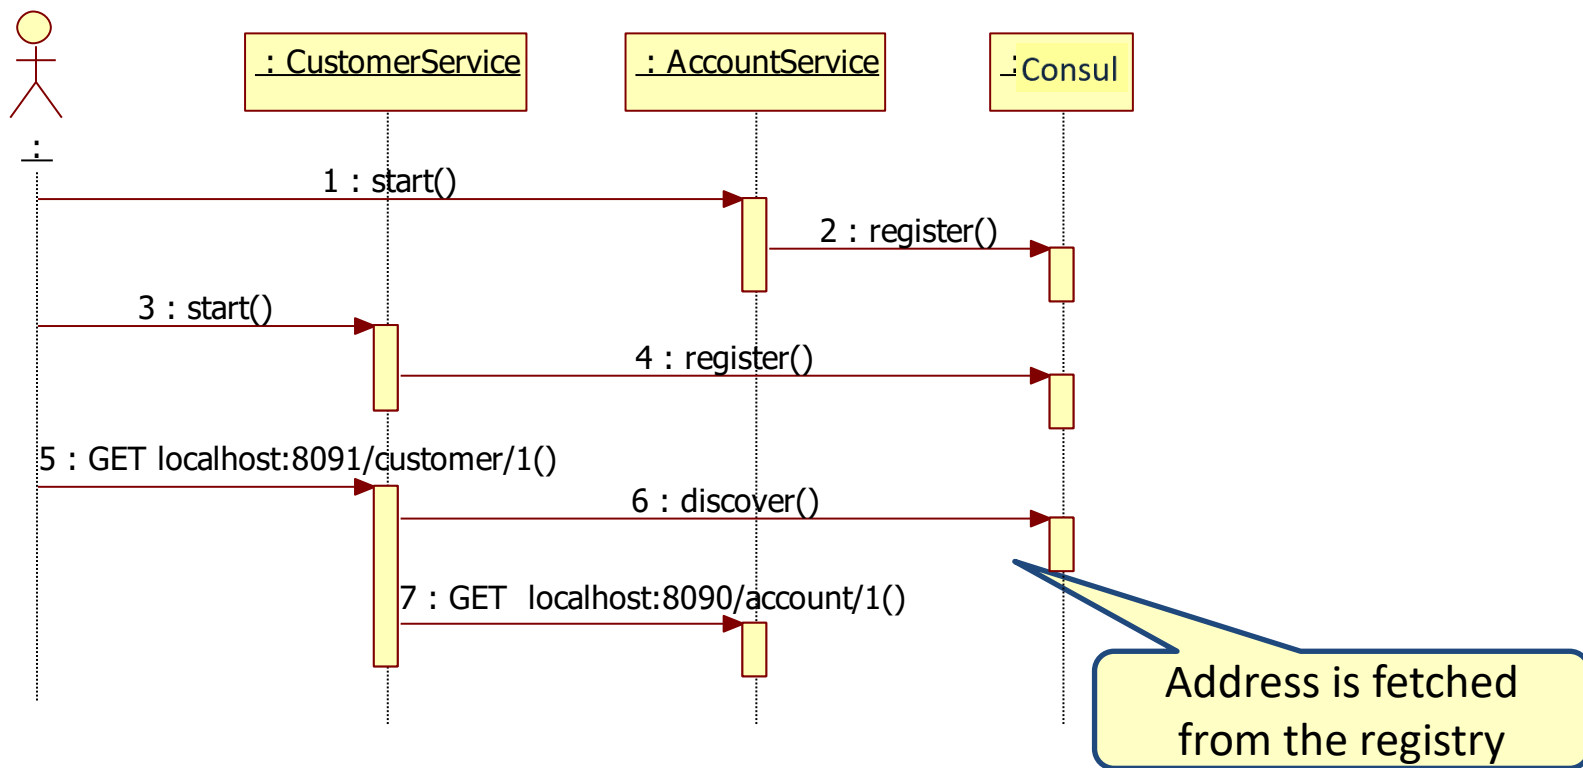 : CustomerService
: AccountService
: Consul
:
1 : start()
2 : register()
3 : start()
4 : register()
5 : GET localhost:8091/customer/1()
6 : discover()
7 : GET  localhost:8090/account/1()
Address is fetched
from the registry